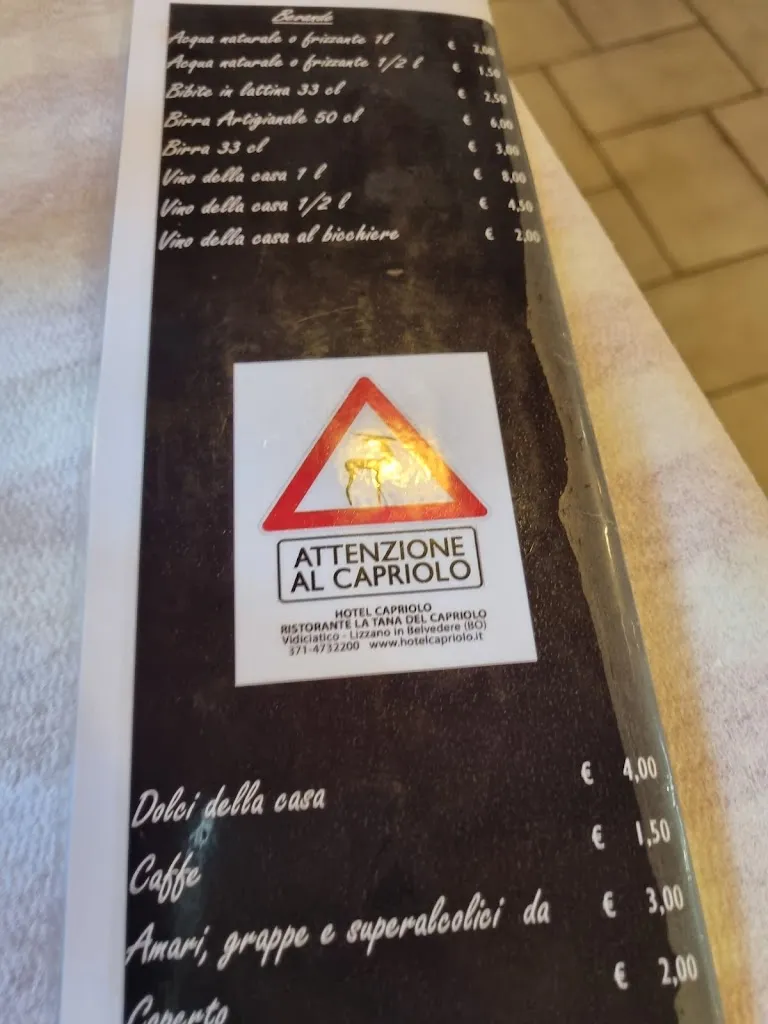 Bevande
Acqua naturale o frizzante 1l € 2,00
Acqua naturale o frizzante 1/2 l € 1,50
Bibite in lattina 33 cl € 2,50
Birra Artigianale 50 cl € 6,00
Birra 33 cl € 3,00
Vino della casa 1 l € 8,00
Vino della casa 1/2 l € 4,50
Vino della casa al bicchiere € 2,00
ATTENZIONE
AL CAPRIOLO
HOTEL CAPRIOLO
RISTORANTE LA TANA DEL CAPRIOLO
Vidiciatico - Lizzano in Belvedere (BO)
371-4732200 www.hotelcapriolo.it
Dolci della casa € 4,00
Caffe € 1,50
Amari, grappe e superalcolici da € 3,00
Coperto € 2,00